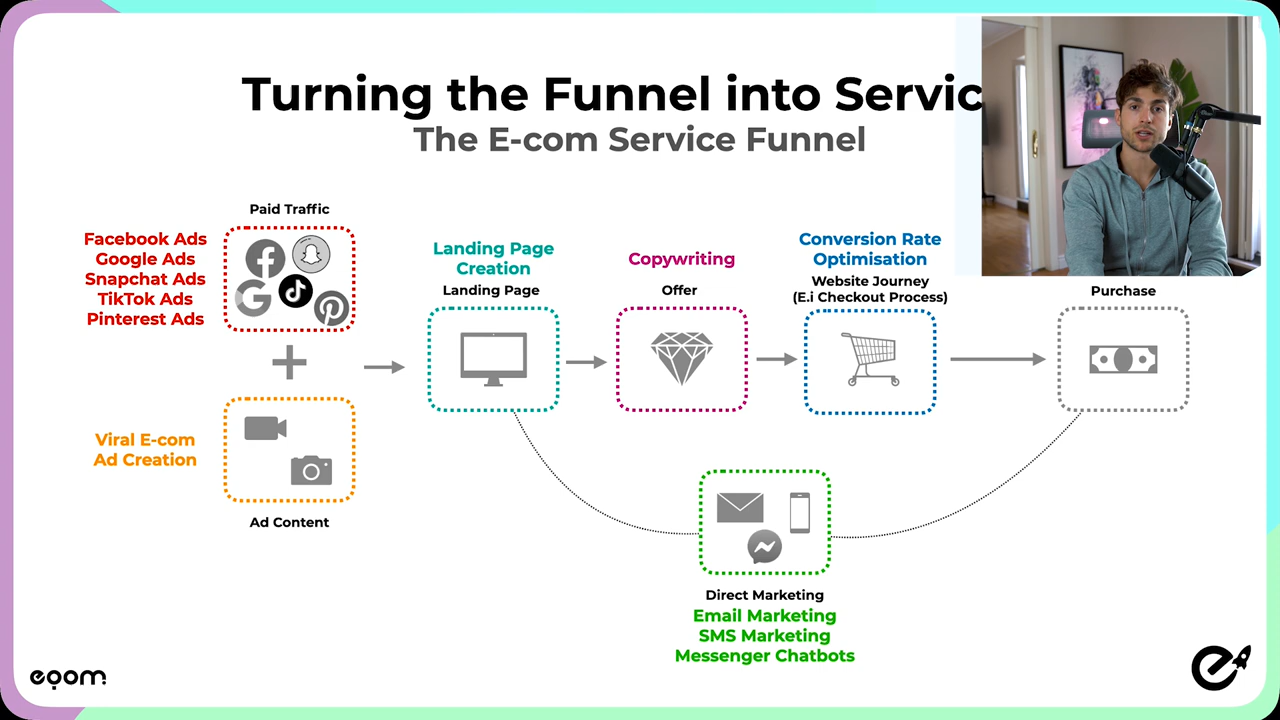 Turning the Funnel into Servic
The E-com Service Funnel
Paid Traffic
Facebook Ads
Google Ads
Snapchat Ads
TikTok Ads
Pinterest Ads
Viral E-com
Ad Creation
Ad Content
Landing Page
Creation
Landing Page
Copywriting
Offer
Conversion Rate
Optimisation
Website Journey
(E.i Checkout Process)
Purchase
Direct Marketing
Email Marketing
SMS Marketing
Messenger Chatbots
eqom